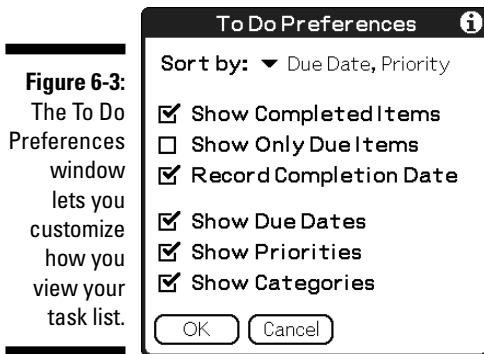 Figure 6-3:
The To Do
Preferences
window
lets you
customize
how you
view your
task list.
To Do Preferences
Sort by: Due Date, Priority
Show Completed Items
Show Only Due Items
Record Completion Date
Show Due Dates
Show Priorities
Show Categories
OK Cancel